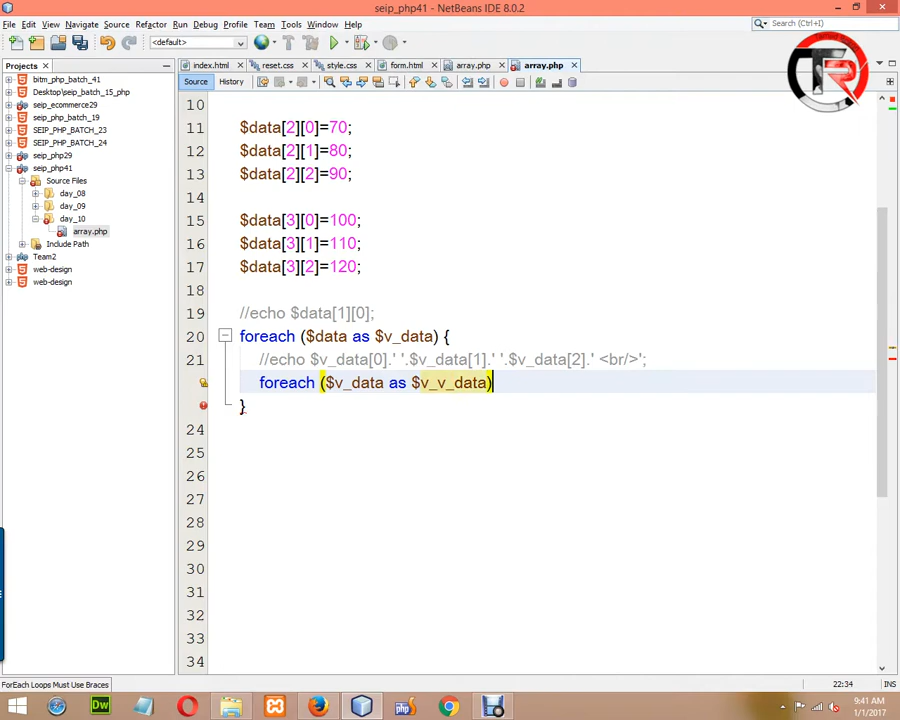 seip_php41 - NetBeans IDE 8.0.2
File Edit View Navigate Source Refactor Run Debug Profile Team Tools Window Help
<default>
Search (Ctrl+I)
Projects
index.html reset.css style.css form.html array.php array.php
Source History
bitm_php_batch_41
Desktop\seip_batch_15_php
seip_ecommerce29
seip_php_batch_19
SEIP_PHP_BATCH_23
SEIP_PHP_BATCH_24
seip_php29
seip_php41
Source Files
day_08
day_09
day_10
array.php
Include Path
Team2
web-design
web-design
10
11 $data[2][0]=70;
12 $data[2][1]=80;
13 $data[2][2]=90;
14
15 $data[3][0]=100;
16 $data[3][1]=110;
17 $data[3][2]=120;
18
19 //echo $data[1][0];
20 foreach ($data as $v_data) {
21 //echo $v_data[0].' '.$v_data[1].' '.$v_data[2].' <br/>';
foreach ($v_data as $v_v_data)
}
24
25
26
27
28
29
30
31
32
33
34
ForEach Loops Must Use Braces
22:34 INS
Dw
php
9:41 AM
1/1/2017